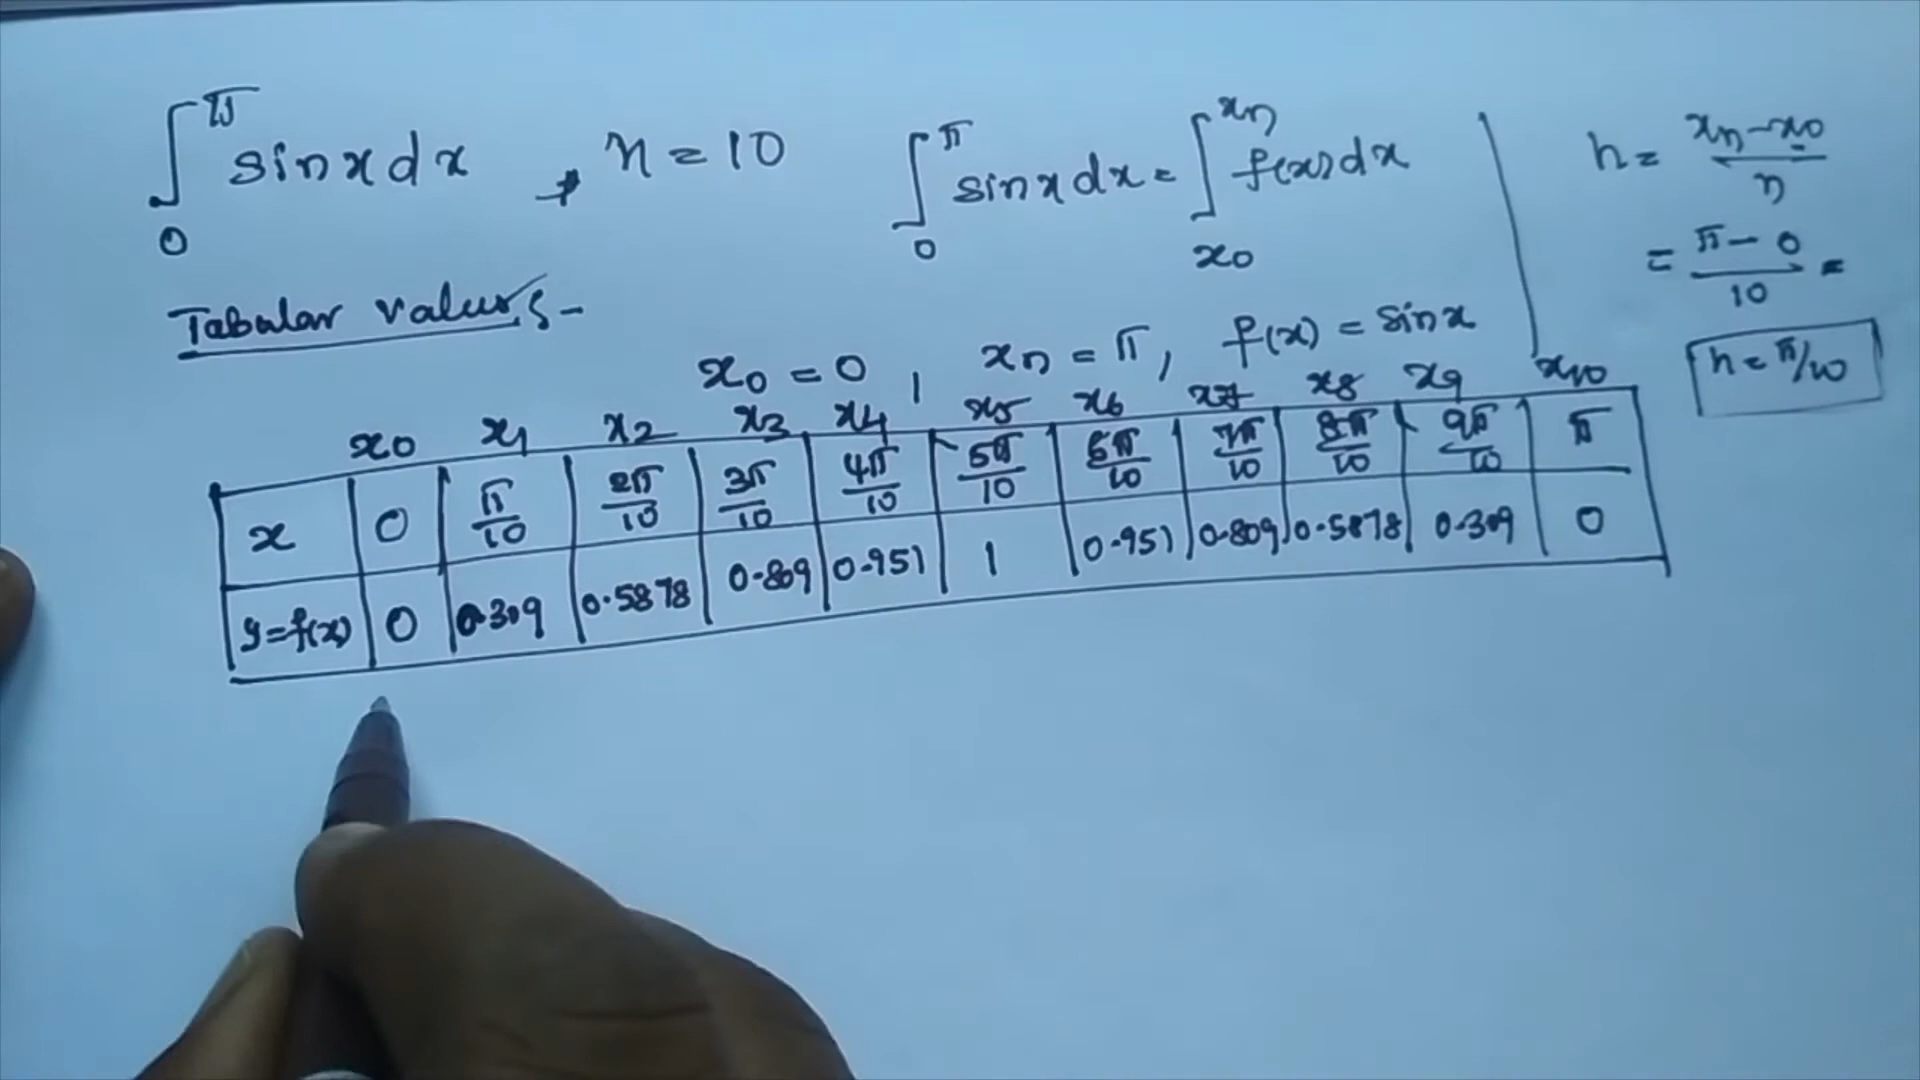 ∫₀^π sinx dx , n = 10
∫₀^π sinx dx = ∫_{x0}^{xn} f(x) dx
h = (xn - x0)/n
= (π - 0)/10 =
h = π/10
Tabular values :-
x0 = 0 , xn = π, f(x) = sinx
x0 x1 x2 x3 x4 x5 x6 x7 x8 x9 x10
x 0 π/10 2π/10 3π/10 4π/10 5π/10 6π/10 7π/10 8π/10 9π/10 π
y=f(x) 0 0.309 0.5878 0.809 0.951 1 0.951 0.809 0.5878 0.309 0